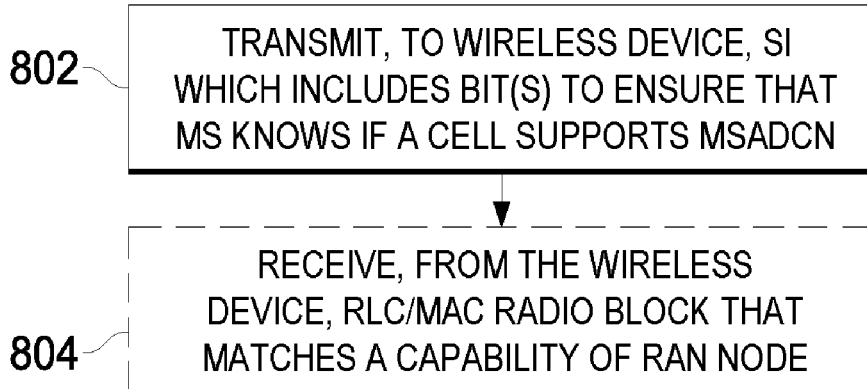 802
TRANSMIT, TO WIRELESS DEVICE, SI
WHICH INCLUDES BIT(S) TO ENSURE THAT
MS KNOWS IF A CELL SUPPORTS MSADCN
804
RECEIVE, FROM THE WIRELESS
DEVICE, RLC/MAC RADIO BLOCK THAT
MATCHES A CAPABILITY OF RAN NODE